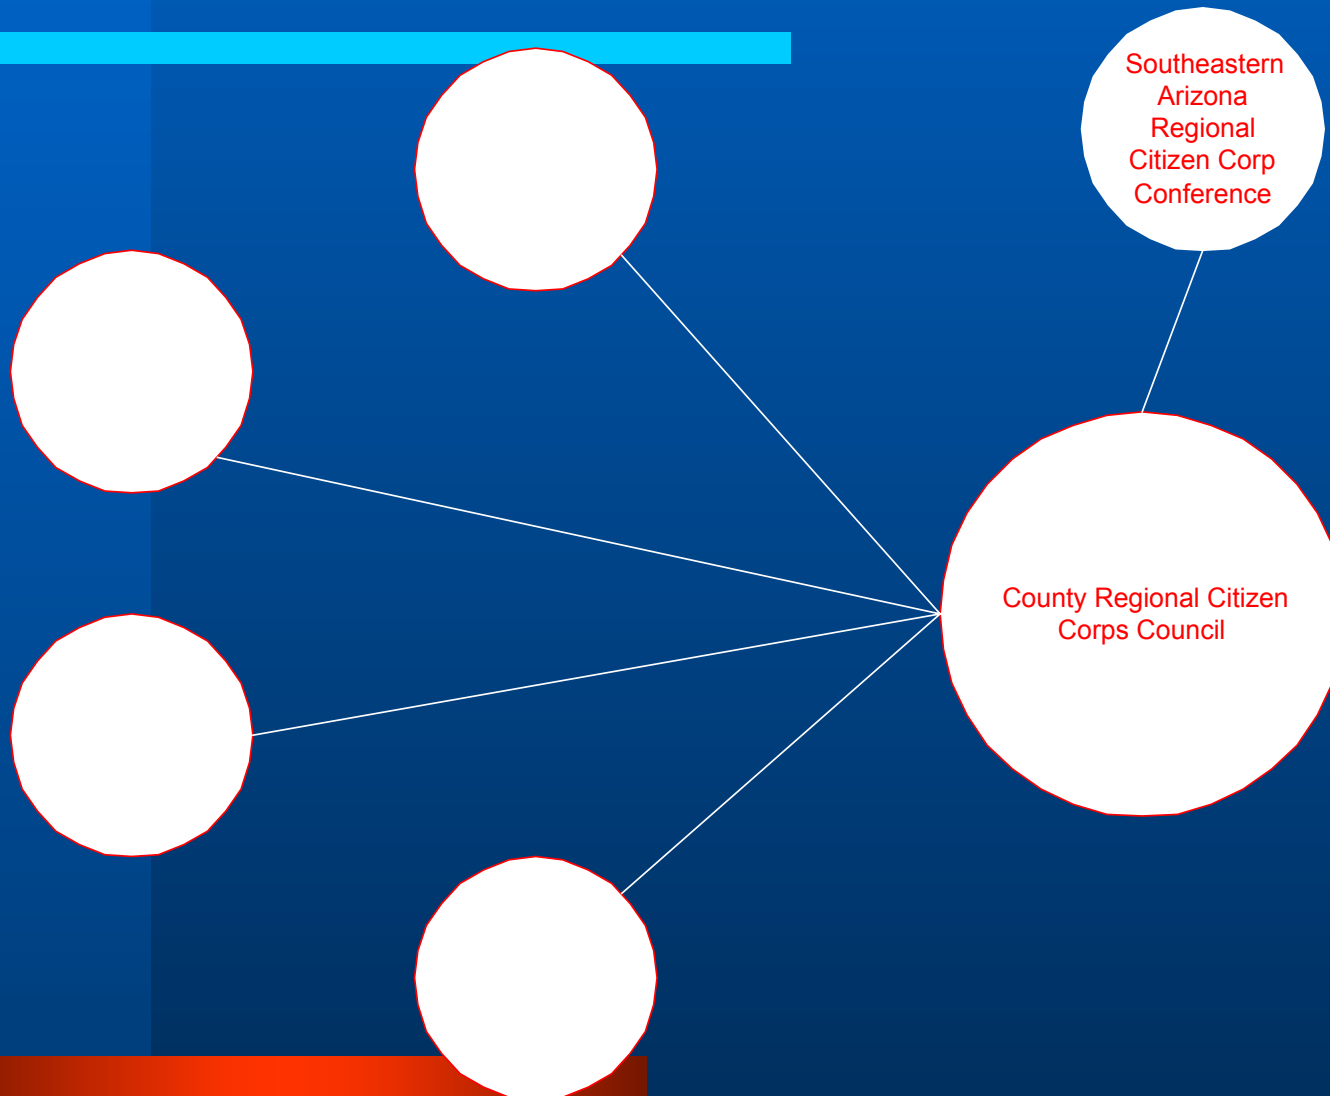 Southeastern
Arizona
Regional
Citizen Corp
Conference
County Regional Citizen
Corps Council